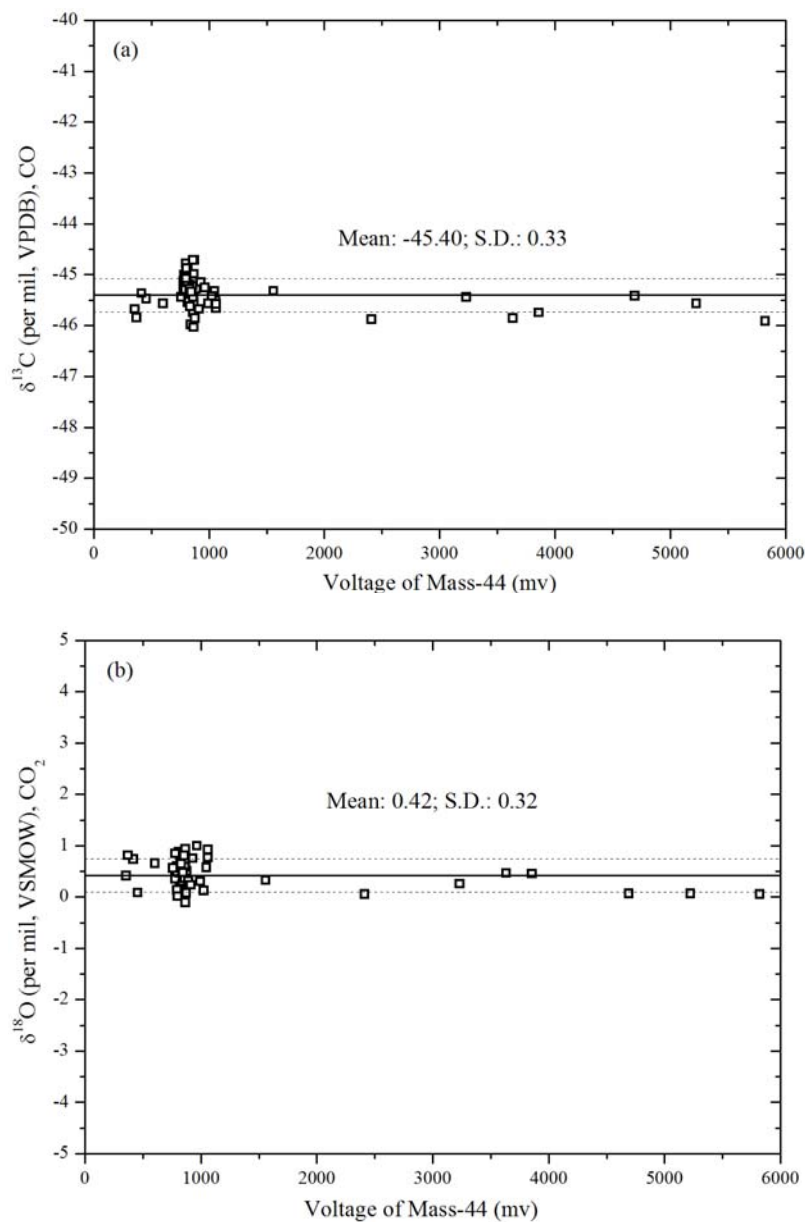 -40
(a)
-41
-42
-43
-44
Mean: -45.40; S.D.: 0.33
-45
-46
-47
-48
-49
-50
δ¹³C (per mil, VPDB), CO
0 1000 2000 3000 4000 5000 6000
Voltage of Mass-44 (mv)
5
(b)
4
3
2
Mean: 0.42; S.D.: 0.32
1
0
-1
-2
-3
-4
-5
δ¹⁸O (per mil, VSMOW), CO₂
0 1000 2000 3000 4000 5000 6000
Voltage of Mass-44 (mv)